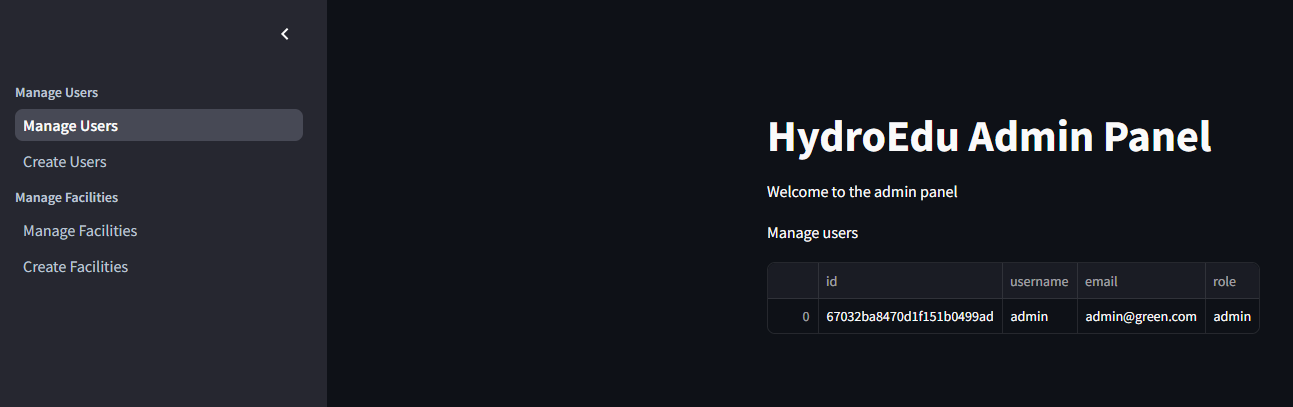 Manage Users
Manage Users
Create Users
Manage Facilities
Manage Facilities
Create Facilities
HydroEdu Admin Panel
Welcome to the admin panel
Manage users
id username email role
0 67032ba8470d1f151b0499ad admin admin@green.com admin